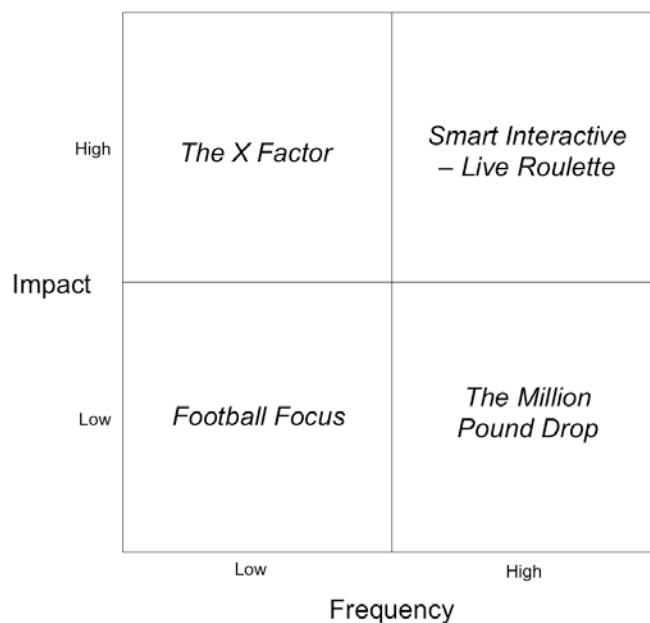 High
The X Factor
Smart Interactive
– Live Roulette
Impact
Low
Football Focus
The Million
Pound Drop
Low
High
Frequency